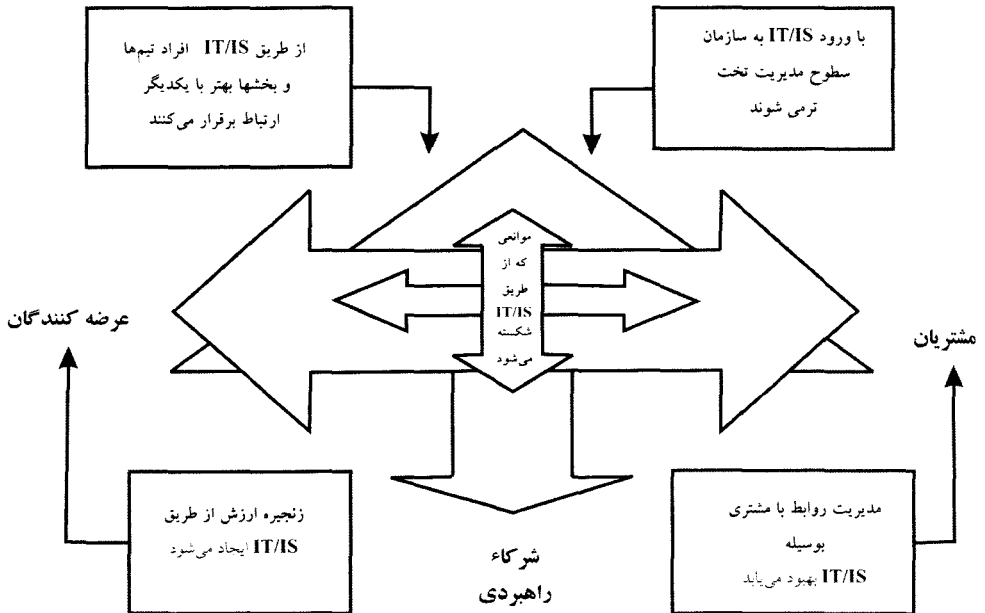 با ورود IT/IS به سازمان
سطوح مدیریت تخت
ترمی شوند
از طریق IT/IS افراد تیم‌ها
و بخشها بهتر با یکدیگر
ارتباط برقرار می‌کنند
موانعی
که از
طریق
IT/IS
شکسته
می‌شود
مشتریان
عرضه کنندگان
مدیریت روابط با مشتری
بوسیله
IT/IS بهبود می‌یابد
زنجیره ارزش از طریق
IT/IS ایجاد می‌شود
شرکاء
راهبردی